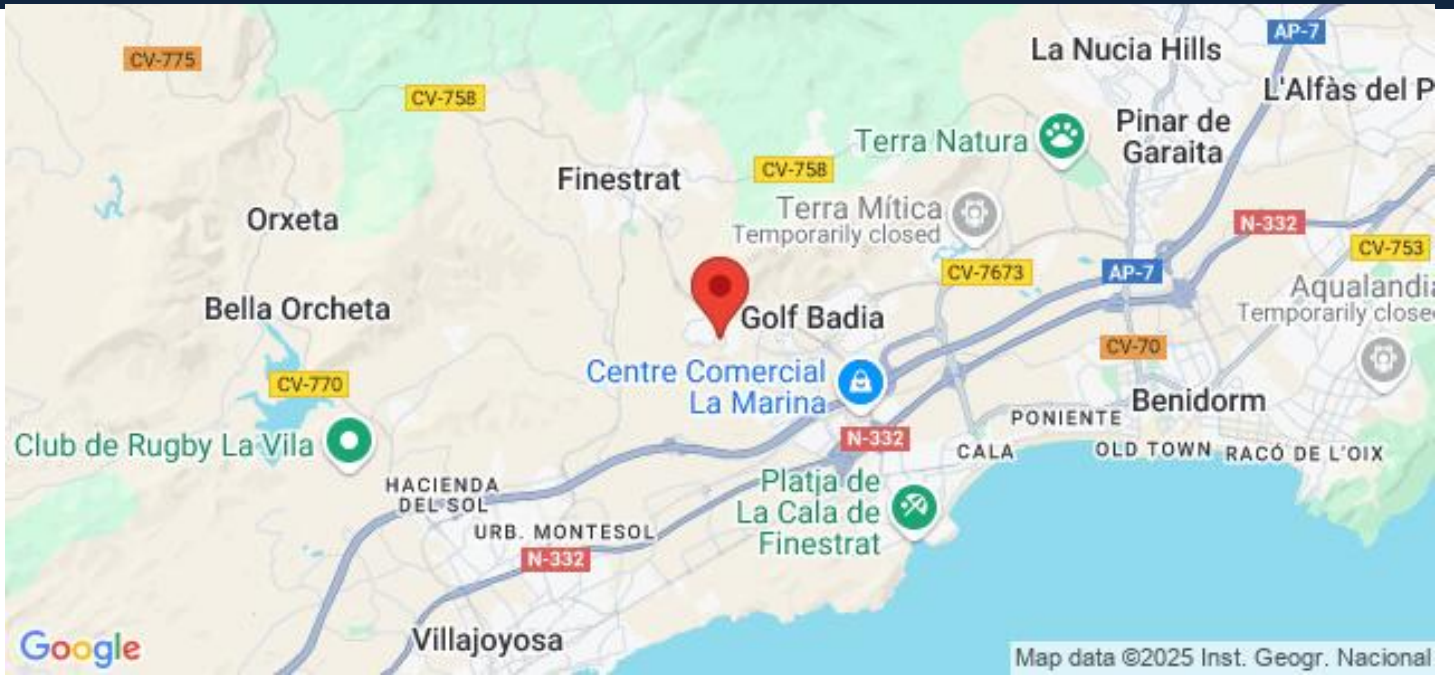 CV-775
CV-758
La Nucia Hills
AP-7
L'Alfàs del P
Terra Natura
Pinar de
Garaita
Finestrat
CV-758
Orxeta
Terra Mítica
Temporarily closed
N-332
CV-753
CV-7673
AP-7
Aqualandia
Temporarily close
Bella Orcheta
Golf Badia
CV-70
Centre Comercial
La Marina
CV-770
Benidorm
PONIENTE
Club de Rugby La Vila
N-332
CALA
OLD TOWN
RACÓ DE L'OIX
HACIENDA
DEL SOL
Platja de
La Cala de
Finestrat
URB. MONTESOL
N-332
Villajoyosa
Google
Map data ©2025 Inst. Geogr. Nacional